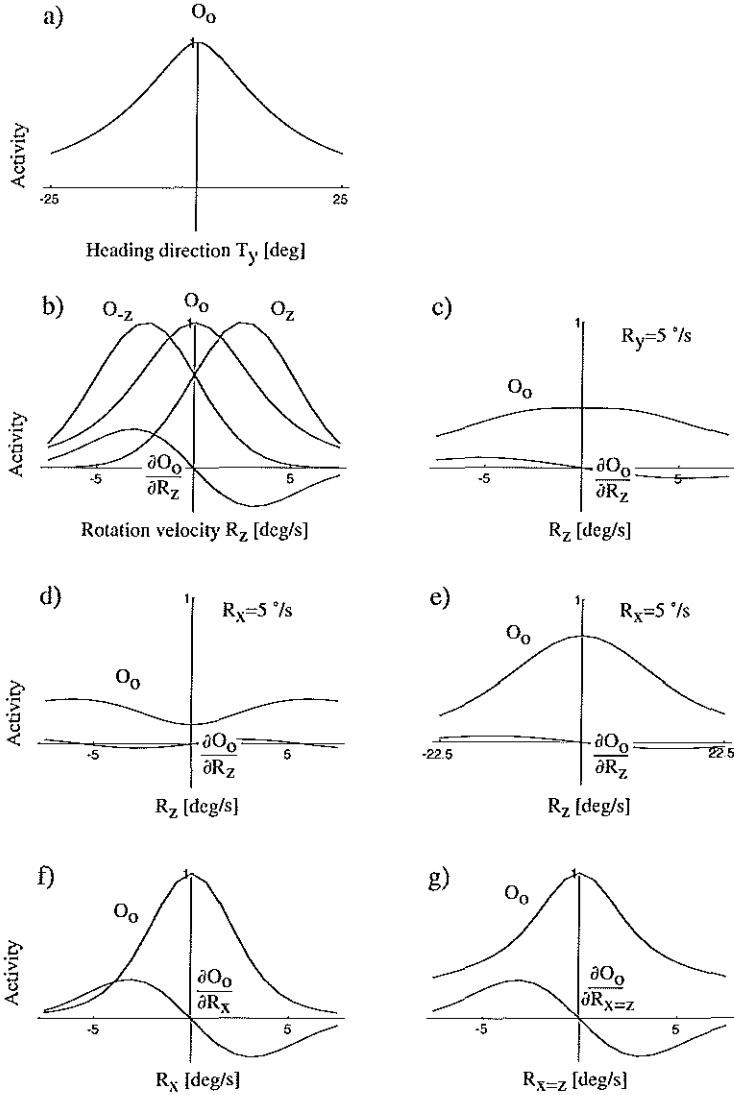 a)
O₀
1
Activity
-25
25
Heading direction Ty [deg]
b)
O-z
O₀
Oz
1
Activity
∂O₀
∂Rz
-5
5
Rotation velocity Rz [deg/s]
c)
1
Ry=5 °/s
O₀
∂O₀
∂Rz
-5
5
Rz [deg/s]
d)
1
Rx=5 °/s
O₀
Activity
∂O₀
∂Rz
-5
5
Rz [deg/s]
e)
1
Rx=5 °/s
O₀
∂O₀
∂Rz
-22.5
22.5
Rz [deg/s]
f)
1
O₀
Activity
∂O₀
∂Rx
-5
5
Rx [deg/s]
g)
1
O₀
∂O₀
∂Rx=z
-5
5
Rx=z [deg/s]